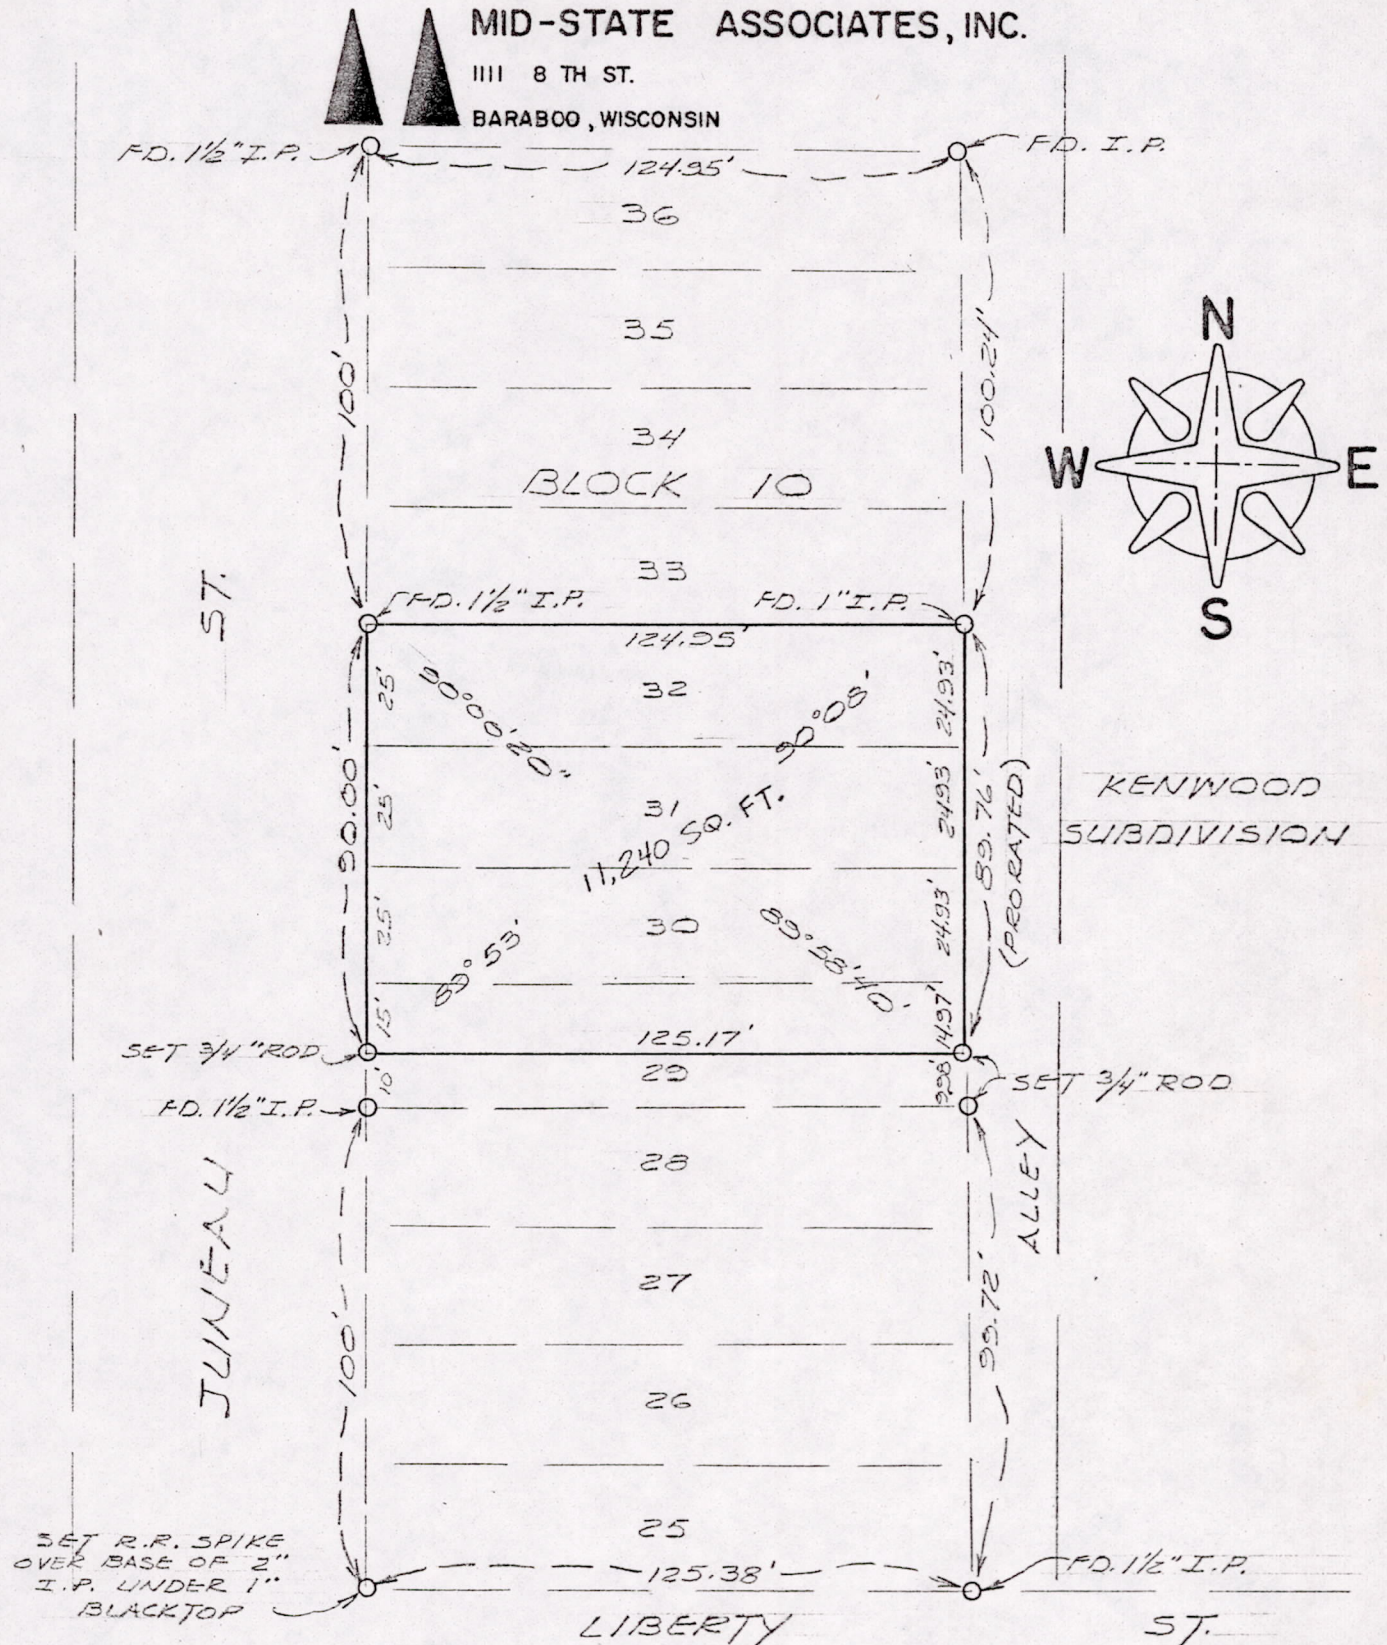 MID-STATE ASSOCIATES, INC.
1111 8 TH ST.
BARABOO, WISCONSIN
FD. 1½" I.P.
124.95'
FD. I.P.
36
35
100'
100.24'
34
BLOCK 10
33
N
W
E
S
ST.
FD. 1½" I.P.
FD. 1" I.P.
124.95'
25'
90°00'20"
32
90°08'
24.93'
90.00'
25'
31
11,240 SQ. FT.
24.93'
89.76'
(PRORATED)
KENWOOD
SUBDIVISION
25'
89°53'
30
89°58'40"
24.93'
15'
14.97'
SET 3/4" ROD
125.17'
10'
29
9.98'
SET 3/4" ROD
FD. 1½" I.P.
28
ALLEY
JUNEAU
27
99.72'
100'
26
25
SET R.R. SPIKE
OVER BASE OF 2"
I.P. UNDER 1"
BLACKTOP
125.38'
FD. 1½" I.P.
LIBERTY ST.